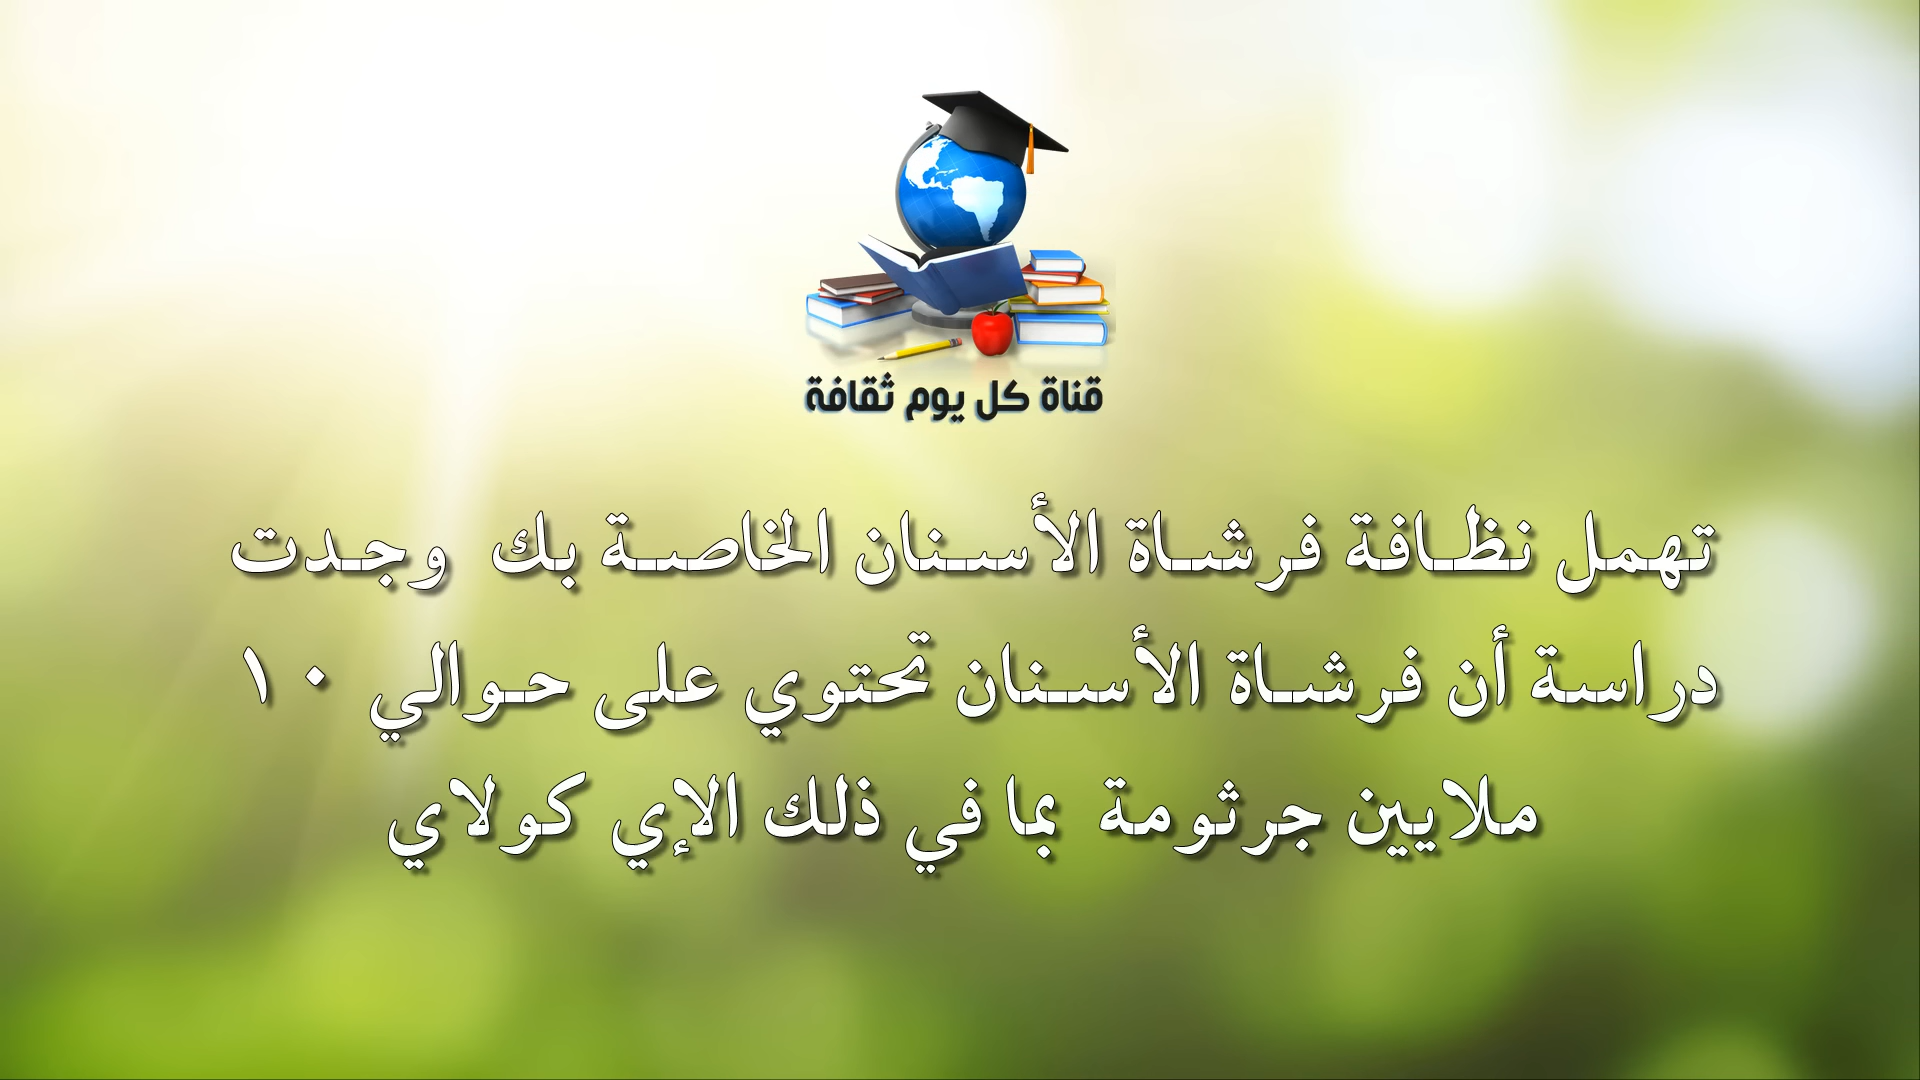 قناة كل يوم ثقافة
تهمل نظافة فرشاة الأسنان الخاصة بك وجدت
دراسة أن فرشاة الأسنان تحتوي على حوالي ١٠
ملايين جرثومة بما في ذلك الإي كولاي